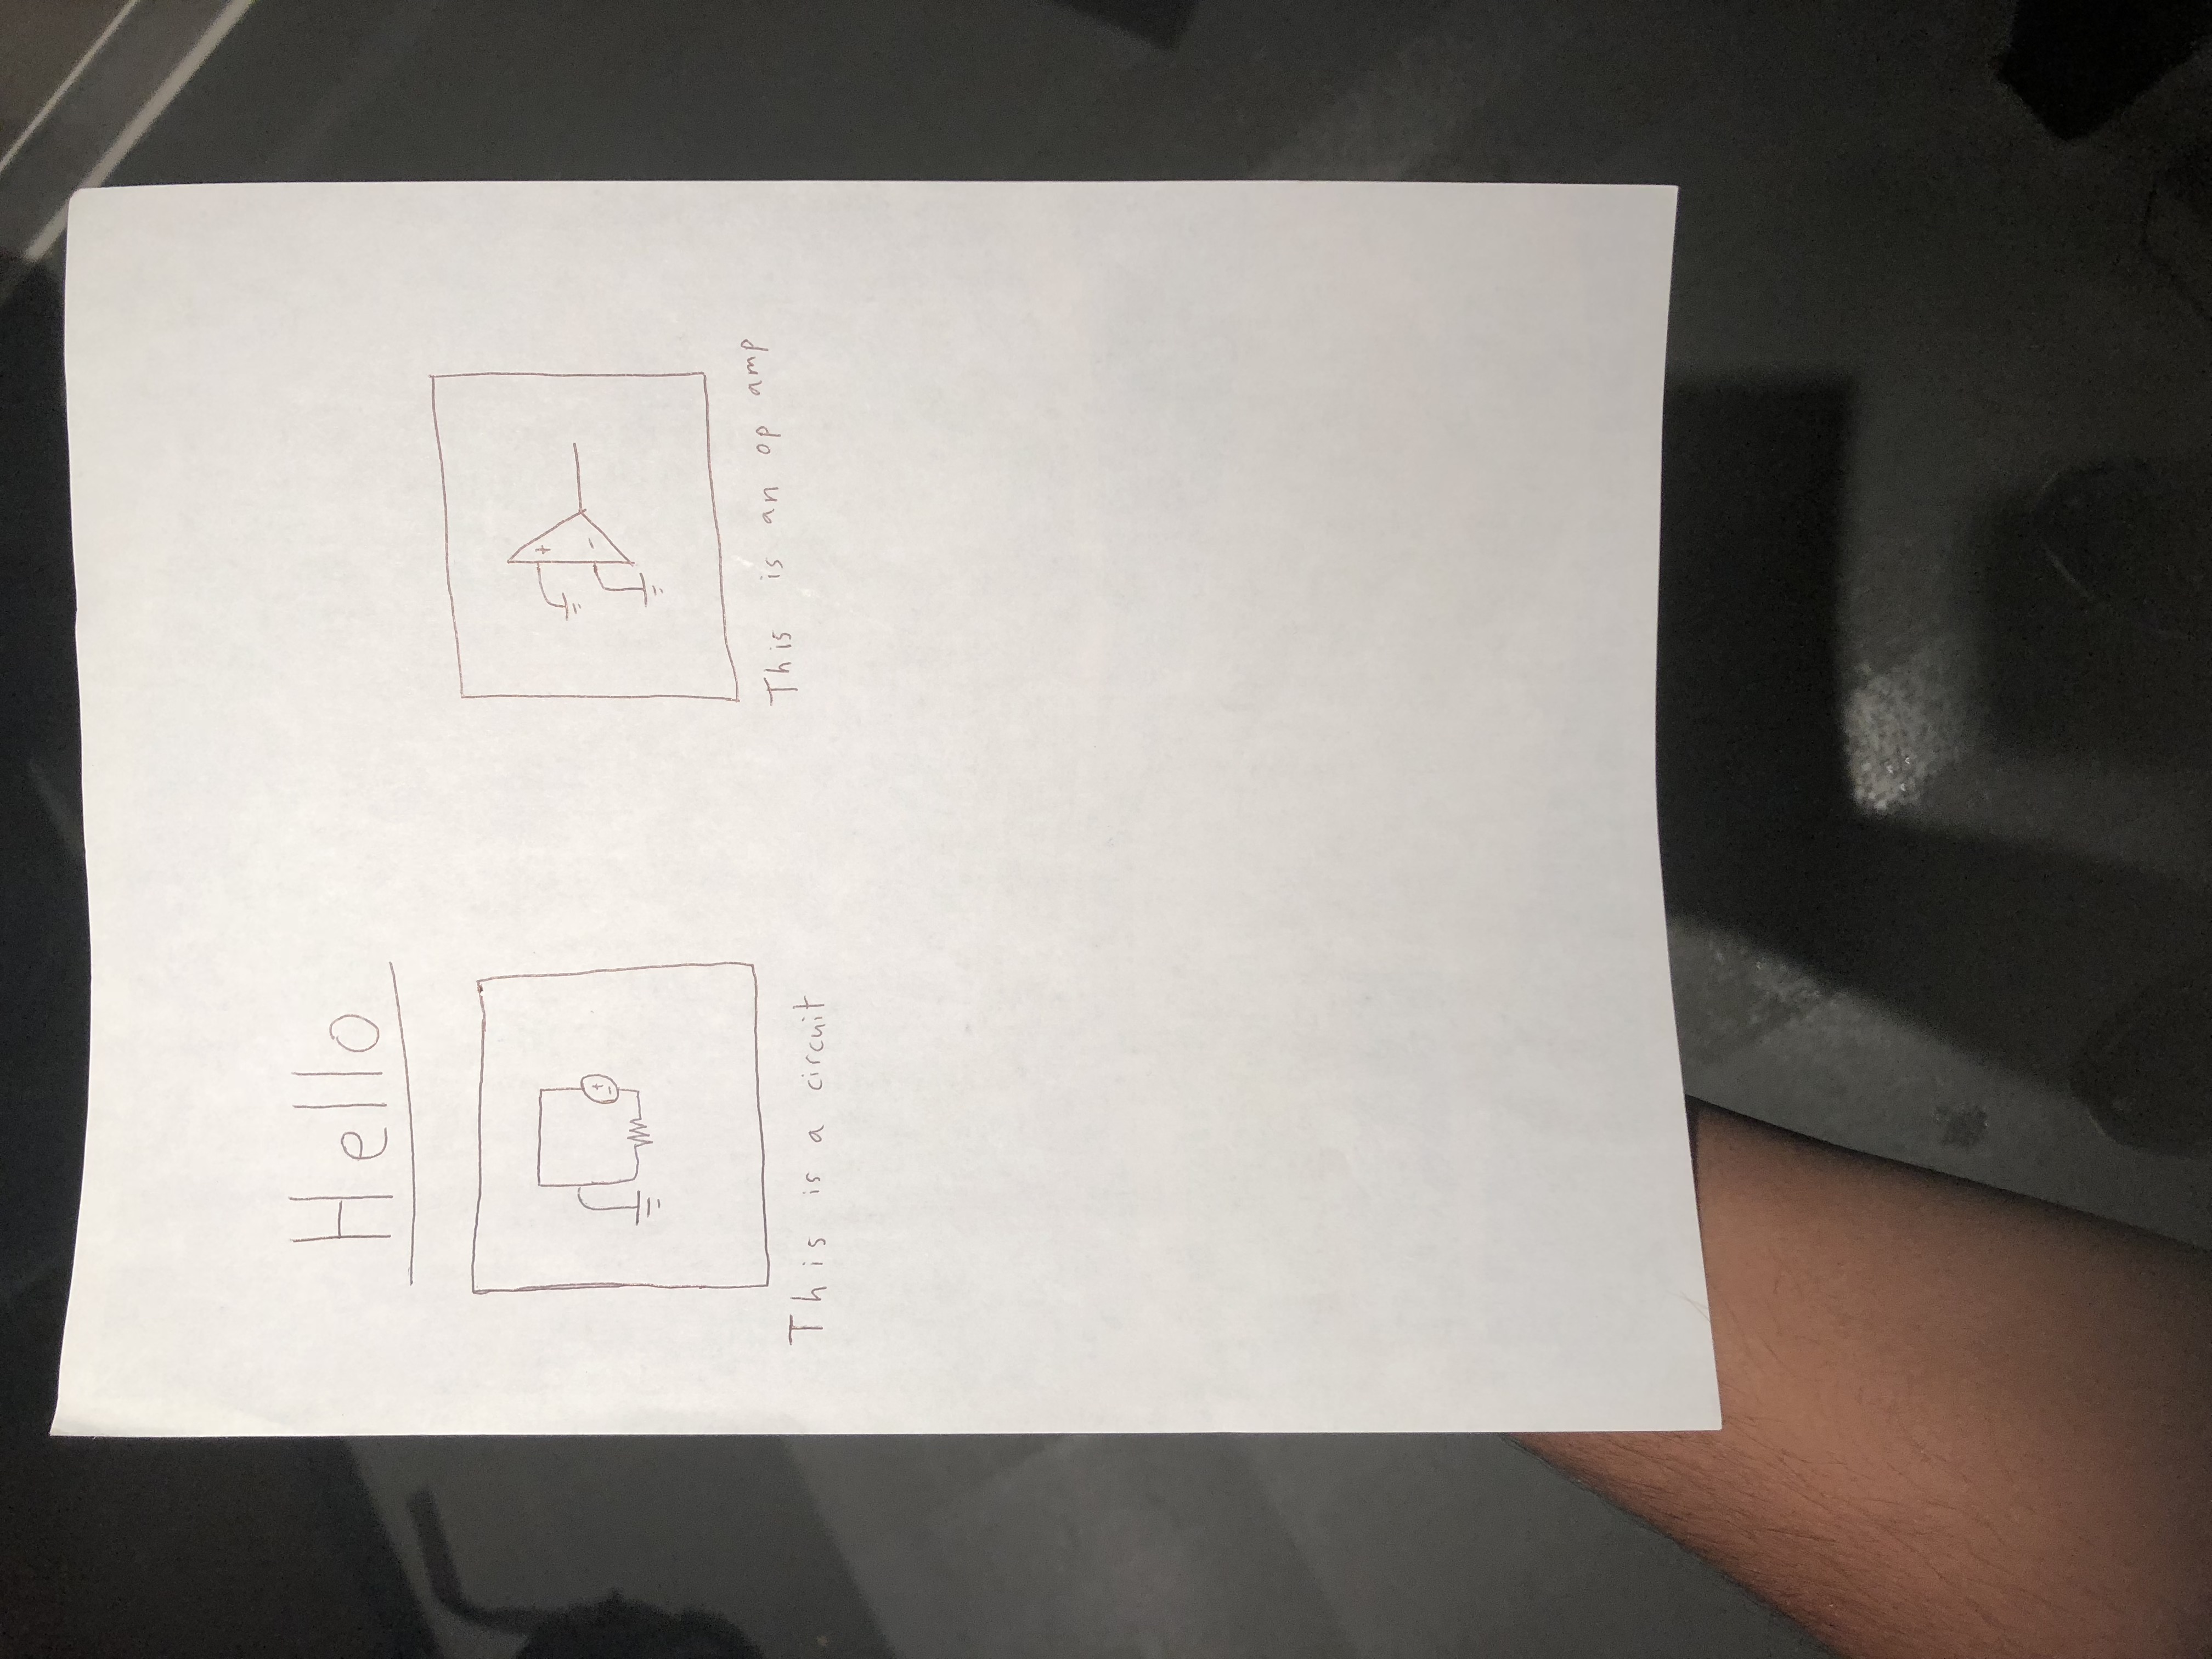 Hello
This is a circuit
+
-
This is an op amp
+
-